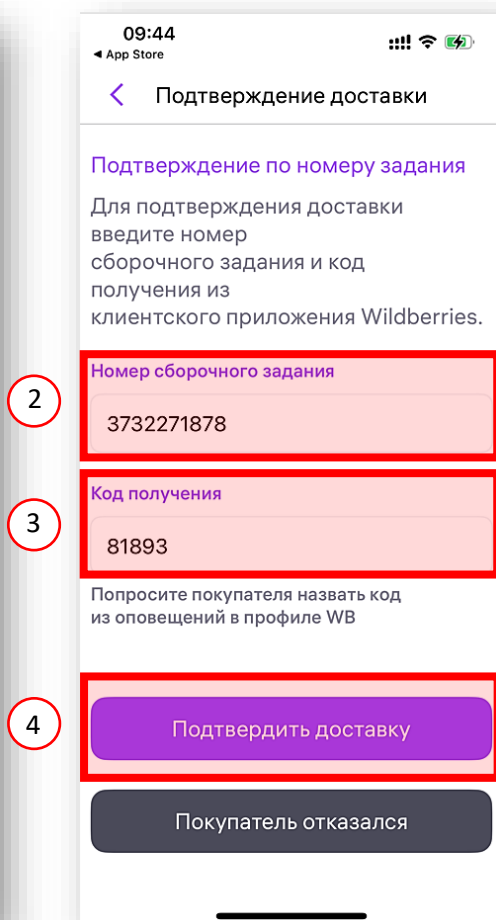 09:44
◀ App Store
Подтверждение доставки
Подтверждение по номеру задания
Для подтверждения доставки
введите номер
сборочного задания и код
получения из
клиентского приложения Wildberries.
2
Номер сборочного задания
3732271878
3
Код получения
81893
Попросите покупателя назвать код
из оповещений в профиле WB
4
Подтвердить доставку
Покупатель отказался